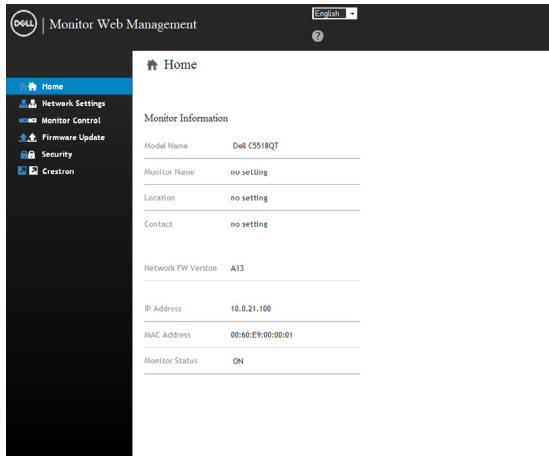 DELL | Monitor Web Management
English
?
Home
Network Settings
Monitor Control
Firmware Update
Security
Crestron
Home
Monitor Information
Model Name Dell C5518QT
Monitor Name no setting
Location no setting
Contact no setting
Network FW Version A13
IP Address 10.0.21.100
MAC Address 00:60:E9:00:00:01
Monitor Status ON